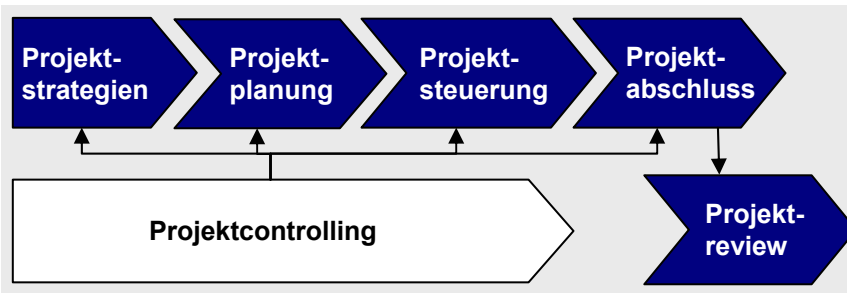 Projekt-
strategien
Projekt-
planung
Projekt-
steuerung
Projekt-
abschluss
Projektcontrolling
Projekt-
review